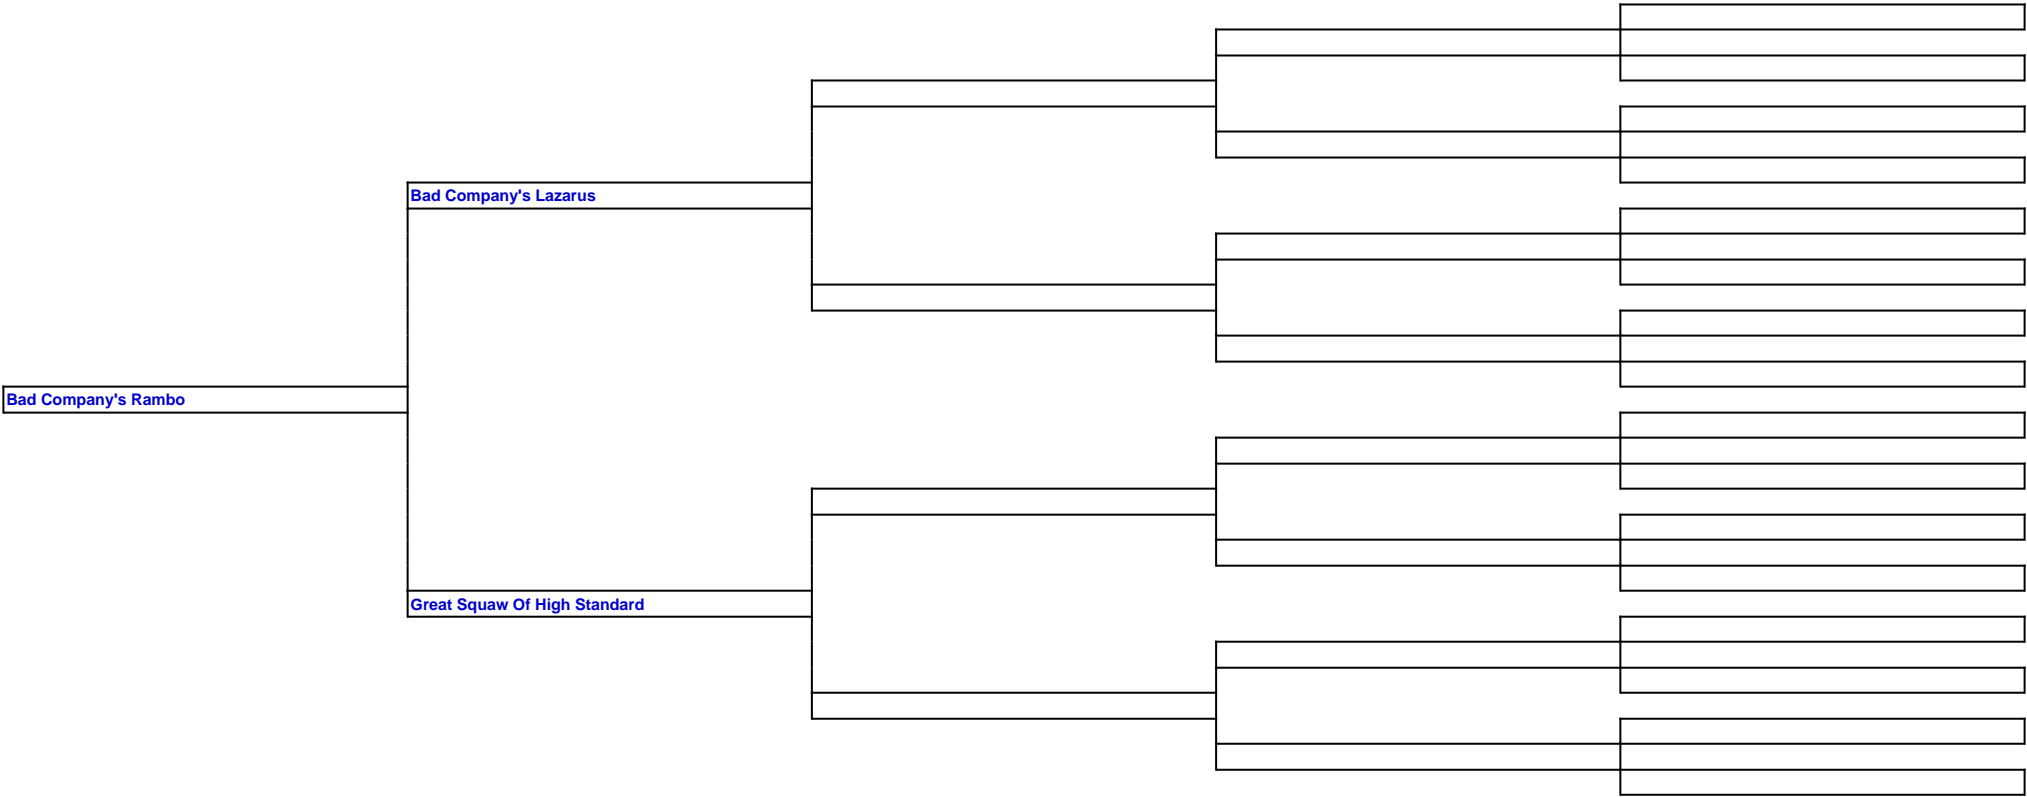 Bad Company's Lazarus
Bad Company's Rambo
Great Squaw Of High Standard